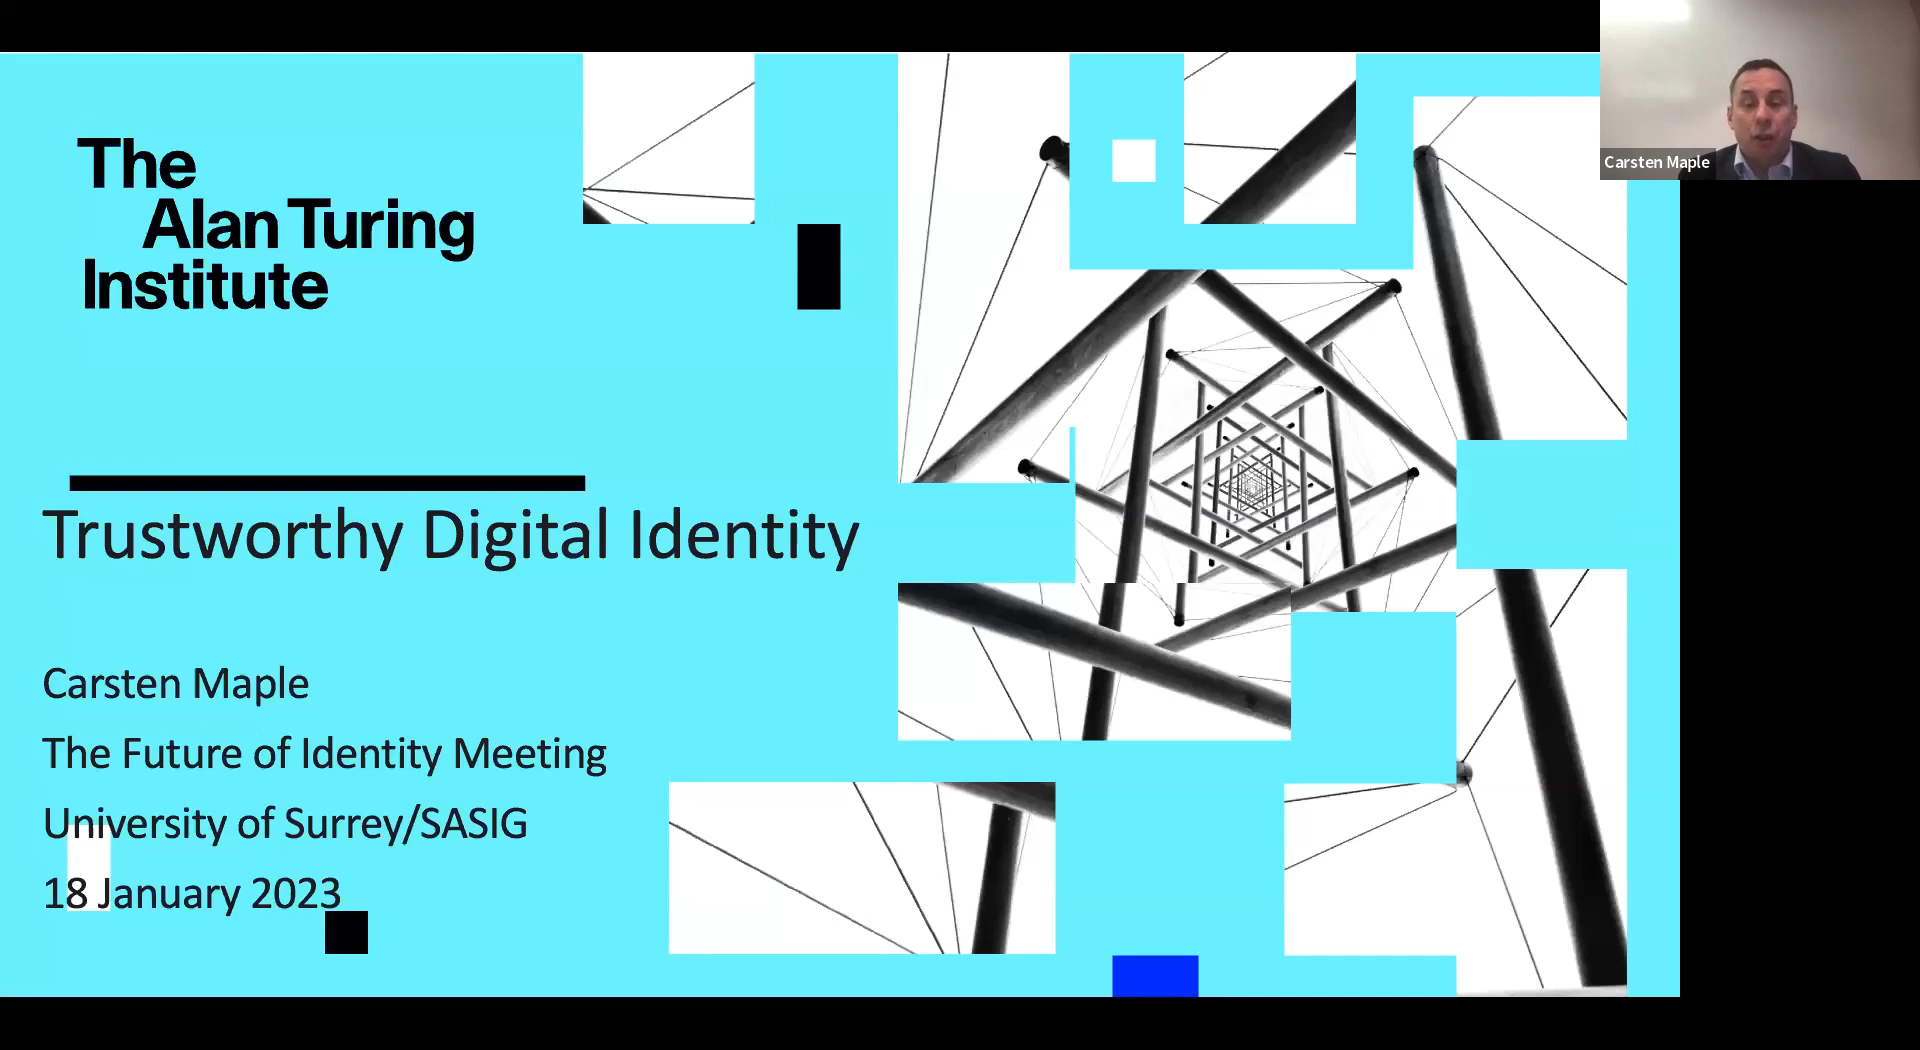 The
Alan Turing
Institute
Trustworthy Digital Identity
Carsten Maple
The Future of Identity Meeting
University of Surrey/SASIG
18 January 2023
Carsten Maple